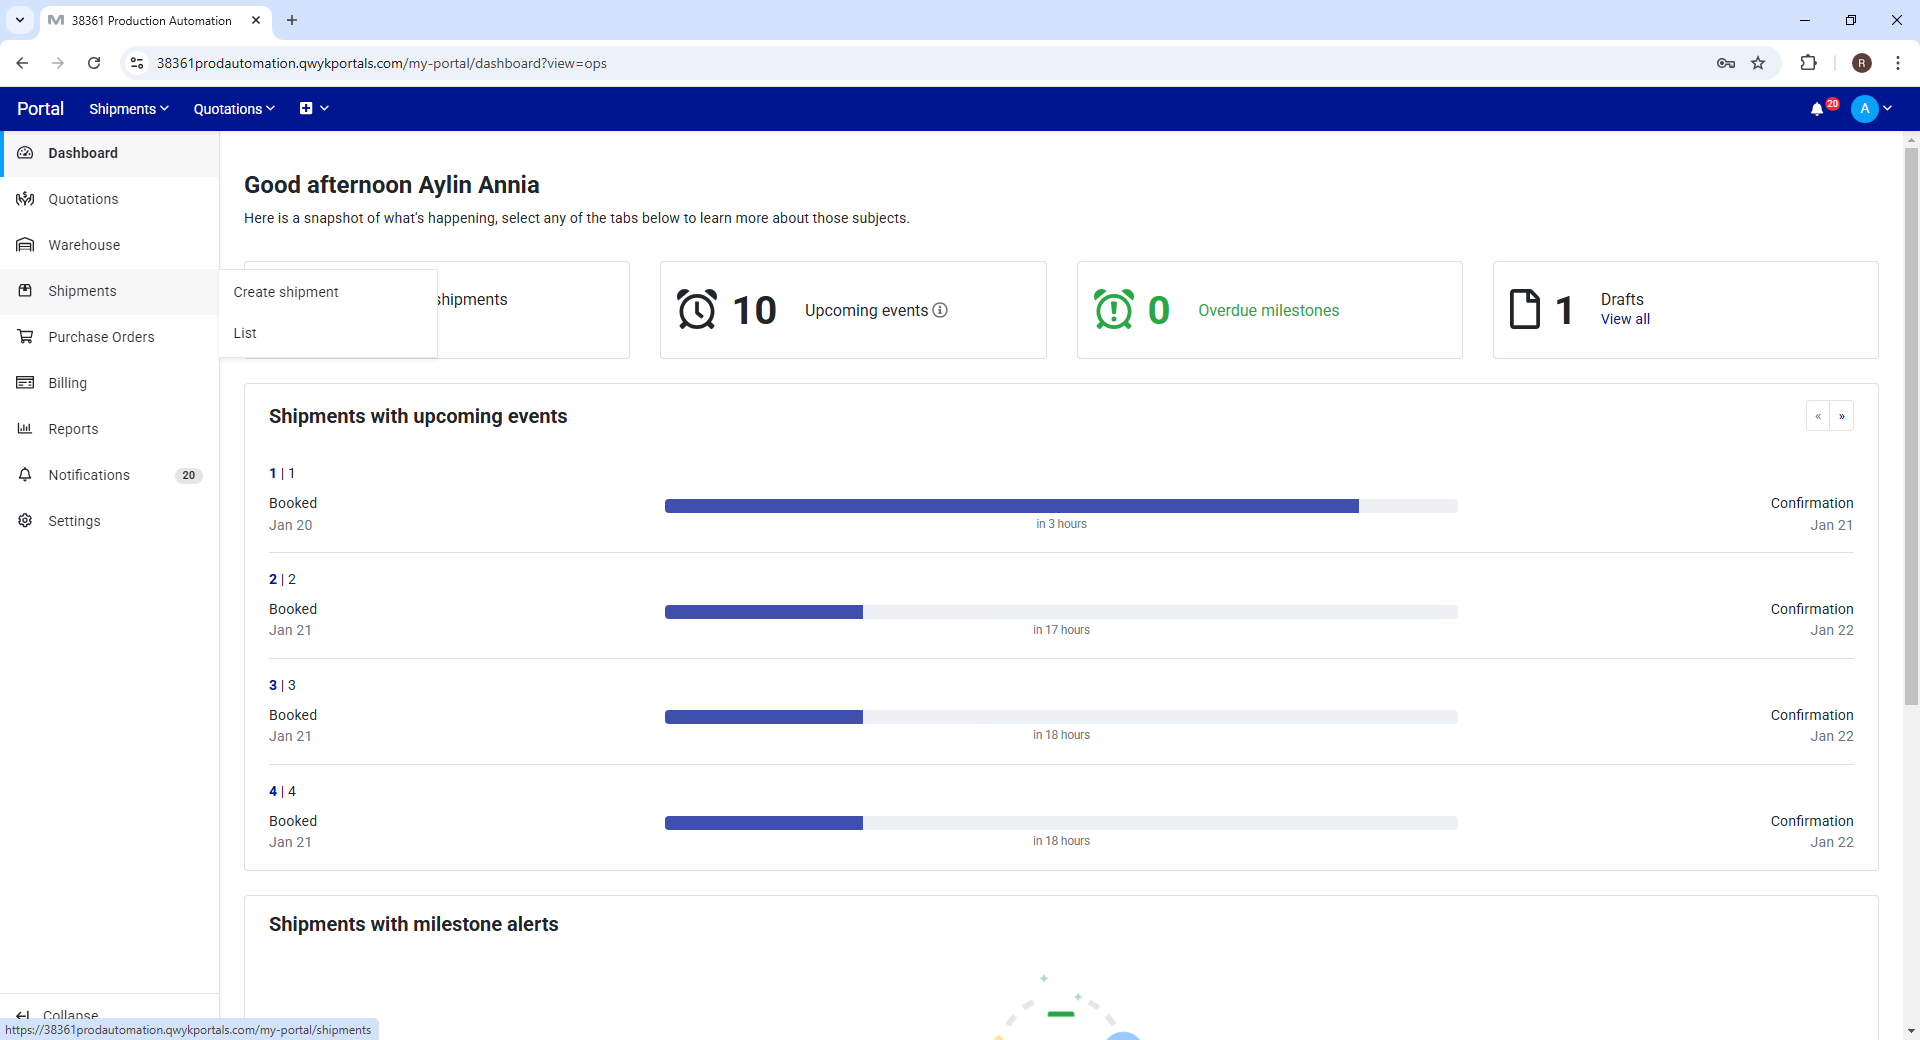 38361 Production Automation
38361prodautomation.qwykportals.com/my-portal/dashboard?view=ops
R
Portal
Shipments
Quotations
20
A
Dashboard
Quotations
Warehouse
Shipments
Purchase Orders
Billing
Reports
Notifications
20
Settings
Collapse
Create shipment
List
Good afternoon Aylin Annia
Here is a snapshot of what's happening, select any of the tabs below to learn more about those subjects.
shipments
10 Upcoming events
0 Overdue milestones
1 Drafts
View all
Shipments with upcoming events
« »
1 | 1
Booked
Confirmation
Jan 20
in 3 hours
Jan 21
2 | 2
Booked
Confirmation
Jan 21
in 17 hours
Jan 22
3 | 3
Booked
Confirmation
Jan 21
in 18 hours
Jan 22
4 | 4
Booked
Confirmation
Jan 21
in 18 hours
Jan 22
Shipments with milestone alerts
https://38361prodautomation.qwykportals.com/my-portal/shipments